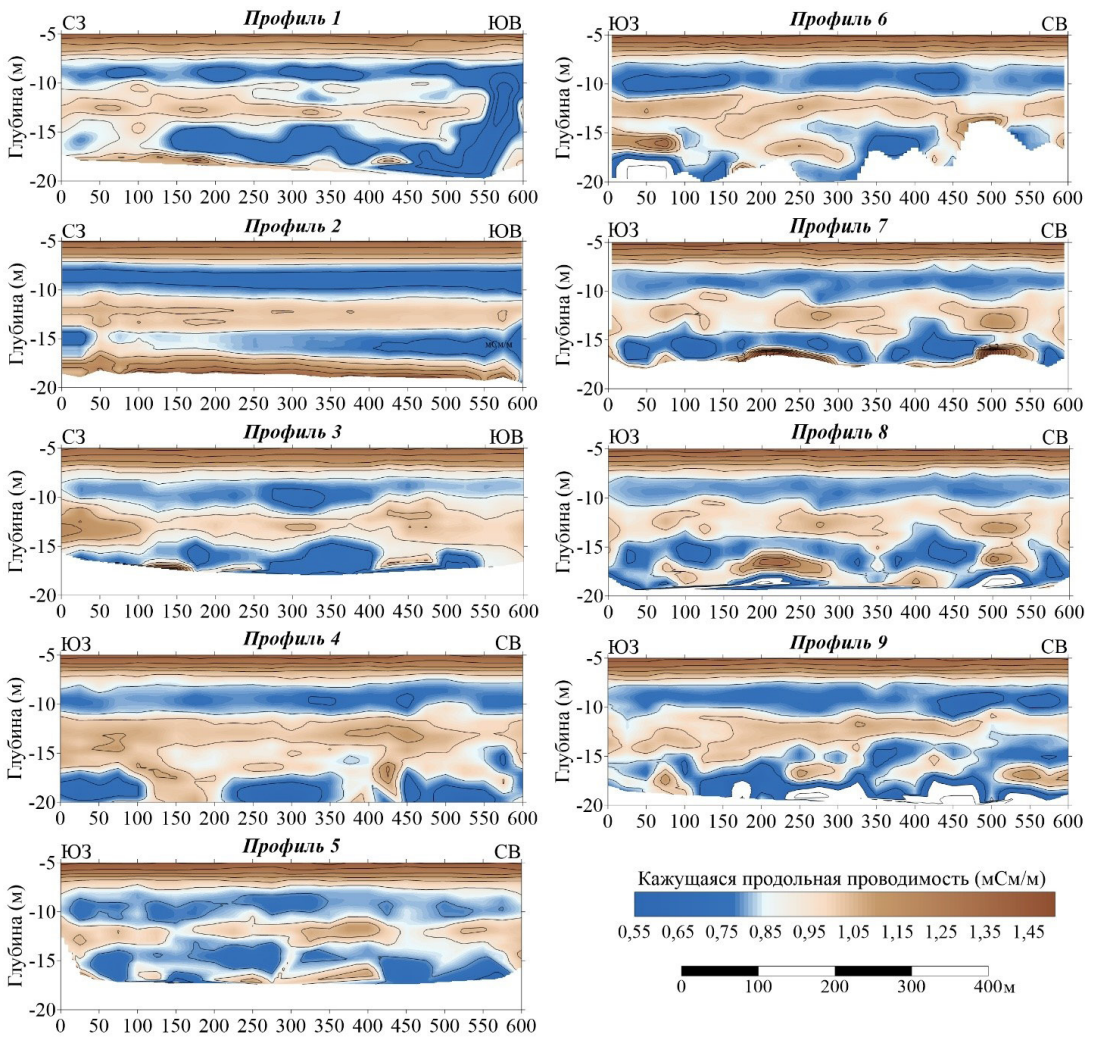 Профиль 1
СЗ ЮВ
Глубина (м)
-5
-10
-15
-20
0 50 100 150 200 250 300 350 400 450 500 550 600
Профиль 2
СЗ ЮВ
Глубина (м)
-5
-10
-15
-20
мСм/м
0 50 100 150 200 250 300 350 400 450 500 550 600
Профиль 3
СЗ ЮВ
Глубина (м)
-5
-10
-15
-20
0 50 100 150 200 250 300 350 400 450 500 550 600
Профиль 4
ЮЗ СВ
Глубина (м)
-5
-10
-15
-20
0 50 100 150 200 250 300 350 400 450 500 550 600
Профиль 5
ЮЗ СВ
Глубина (м)
-5
-10
-15
-20
0 50 100 150 200 250 300 350 400 450 500 550 600
Профиль 6
ЮЗ СВ
Глубина (м)
-5
-10
-15
-20
0 50 100 150 200 250 300 350 400 450 500 550 600
Профиль 7
ЮЗ СВ
Глубина (м)
-5
-10
-15
-20
0 50 100 150 200 250 300 350 400 450 500 550 600
Профиль 8
ЮЗ СВ
Глубина (м)
-5
-10
-15
-20
0 50 100 150 200 250 300 350 400 450 500 550 600
Профиль 9
ЮЗ СВ
Глубина (м)
-5
-10
-15
-20
0 50 100 150 200 250 300 350 400 450 500 550 600
Кажущаяся продольная проводимость (мСм/м)
0,55 0,65 0,75 0,85 0,95 1,05 1,15 1,25 1,35 1,45
0 100 200 300 400м